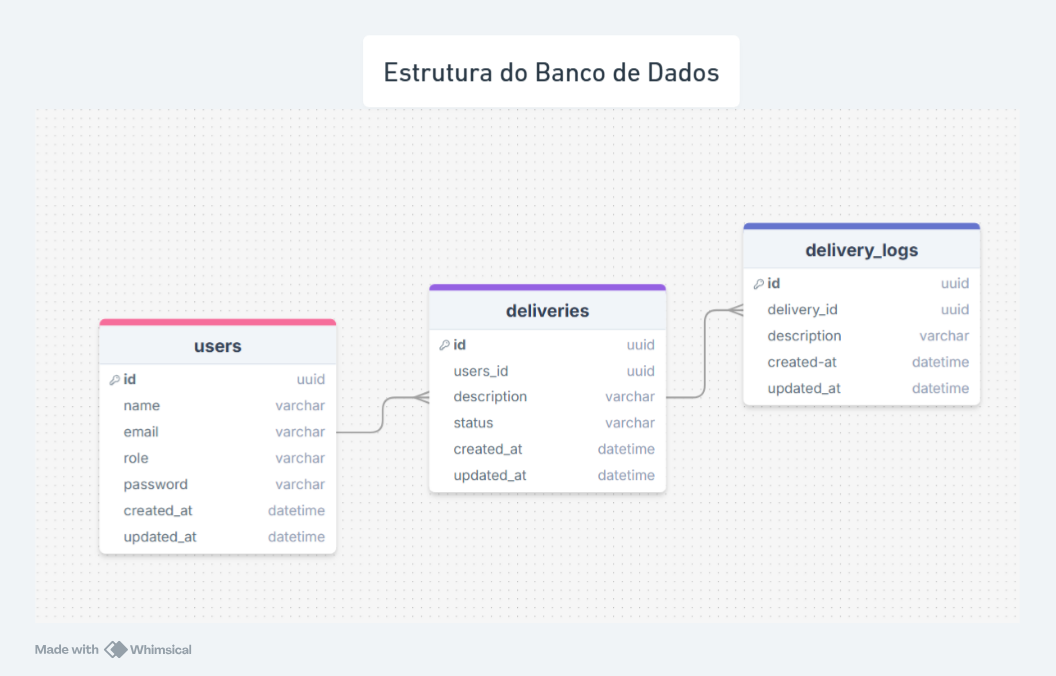 Estrutura do Banco de Dados
users
id uuid
name varchar
email varchar
role varchar
password varchar
created_at datetime
updated_at datetime
deliveries
id uuid
users_id uuid
description varchar
status varchar
created_at datetime
updated_at datetime
delivery_logs
id uuid
delivery_id uuid
description varchar
created-at datetime
updated_at datetime
Made with Whimsical